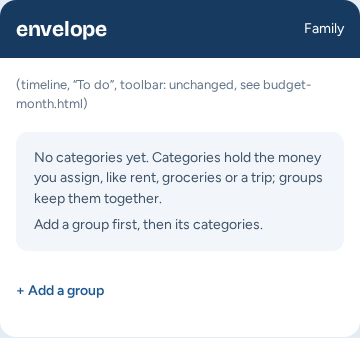 envelope
Family
(timeline, “To do”, toolbar: unchanged, see budget-
month.html)
No categories yet. Categories hold the money
you assign, like rent, groceries or a trip; groups
keep them together.
Add a group first, then its categories.
+ Add a group